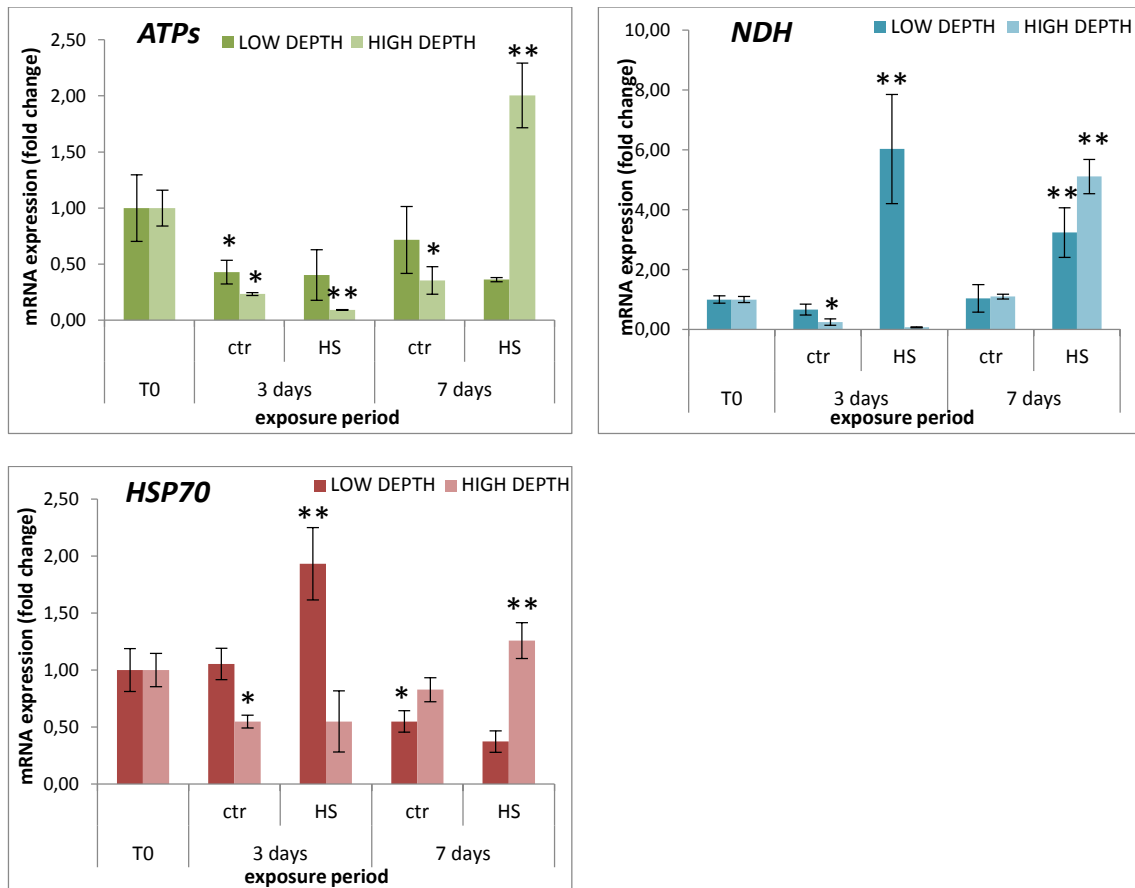 ATPs
LOW DEPTH HIGH DEPTH
mRNA expression (fold change)
2,50
2,00
1,50
1,00
0,50
0,00
**
*
*
**
*
ctr HS ctr HS
T0 3 days 7 days
exposure period
NDH
LOW DEPTH HIGH DEPTH
mRNA expression (fold change)
10,00
8,00
6,00
4,00
2,00
0,00
**
**
**
*
ctr HS ctr HS
T0 3 days 7 days
exposure period
HSP70
LOW DEPTH HIGH DEPTH
mRNA expression (fold change)
2,50
2,00
1,50
1,00
0,50
0,00
**
**
*
*
ctr HS ctr HS
T0 3 days 7 days
exposure period